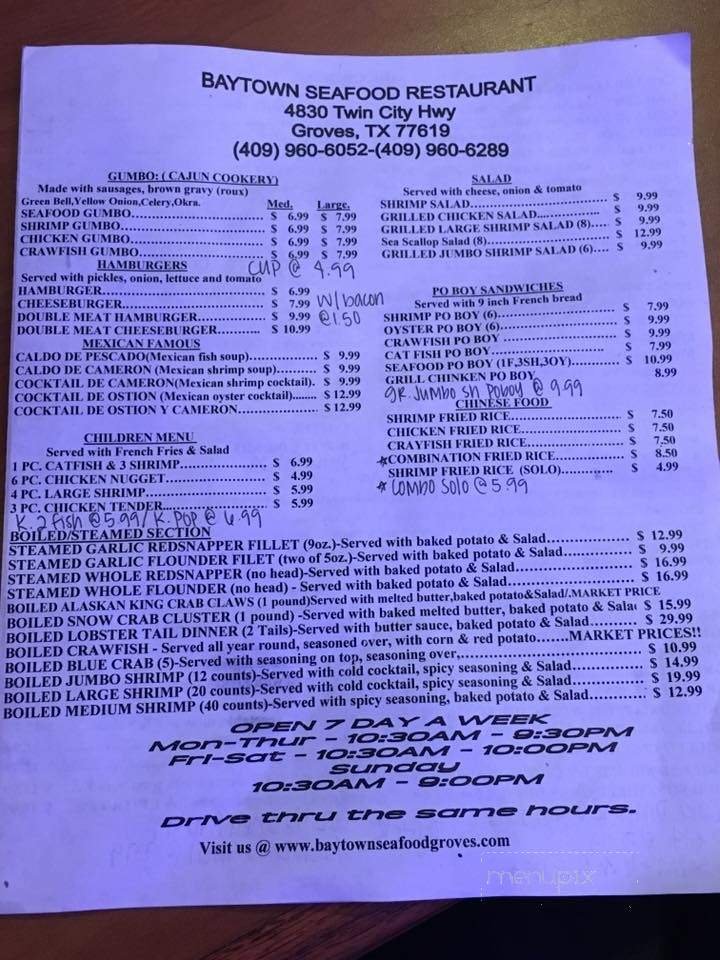 BAYTOWN SEAFOOD RESTAURANT
4830 Twin City Hwy
Groves, TX 77619
(409) 960-6052-(409) 960-6289
GUMBO: ( CAJUN COOKERY)
Made with sausages, brown gravy (roux)
Green Bell,Yellow Onion,Celery,Okra. Med. Large.
SEAFOOD GUMBO.............................. $ 6.99 $ 7.99
SHRIMP GUMBO................................ $ 6.99 $ 7.99
CHICKEN GUMBO.............................. $ 6.99 $ 7.99
CRAWFISH GUMBO........................... $ 6.99 $ 7.99
CUP @ 4.99
HAMBURGERS
Served with pickles, onion, lettuce and tomato
HAMBURGER.................................... $ 6.99
CHEESEBURGER............................... $ 7.99 w/bacon
DOUBLE MEAT HAMBURGER............ $ 9.99 @1.50
DOUBLE MEAT CHEESEBURGER.......... $ 10.99
MEXICAN FAMOUS
CALDO DE PESCADO(Mexican fish soup)................ $ 9.99
CALDO DE CAMERON (Mexican shrimp soup)......... $ 9.99
COCKTAIL DE CAMERON(Mexican shrimp cocktail). $ 9.99
COCKTAIL DE OSTION (Mexican oyster cocktail)....... $ 12.99
COCKTAIL DE OSTION Y CAMERON.................. $ 12.99
CHILDREN MENU
Served with French Fries & Salad
1 PC. CATFISH & 3 SHRIMP..................... $ 6.99
6 PC. CHICKEN NUGGET........................ $ 4.99
4 PC. LARGE SHRIMP............................ $ 5.99
3 PC. CHICKEN TENDER........................ $ 5.99
K. 2 fish @ 5.99/ K. POP @ 6.99
SALAD
Served with cheese, onion & tomato
SHRIMP SALAD................................... $ 9.99
GRILLED CHICKEN SALAD.................. $ 9.99
GRILLED LARGE SHRIMP SALAD (8).... $ 9.99
Sea Scallop Salad (8)............................. $ 12.99
GRILLED JUMBO SHRIMP SALAD (6).... $ 9.99
PO BOY SANDWICHES
Served with 9 inch French bread
SHRIMP PO BOY (6).............................. $ 7.99
OYSTER PO BOY (6).............................. $ 9.99
CRAWFISH PO BOY ............................. $ 9.99
CAT FISH PO BOY................................ $ 7.99
SEAFOOD PO BOY (1F,3SH,3OY)........... $ 10.99
GRILL CHINKEN PO BOY 8.99
gr. Jumbo sh poboy @ 9.99
CHINESE FOOD
SHRIMP FRIED RICE............................ $ 7.50
CHICKEN FRIED RICE.......................... $ 7.50
CRAYFISH FRIED RICE......................... $ 7.50
*COMBINATION FRIED RICE................ $ 8.50
SHRIMP FRIED RICE (SOLO)............. $ 4.99
* COMBO SOLO @ 5.99
BOILED/STEAMED SECTION
STEAMED GARLIC REDSNAPPER FILLET (9oz.)-Served with baked potato & Salad..................... $ 12.99
STEAMED GARLIC FLOUNDER FILET (two of 5oz.)-Served with baked potato & Salad............... $ 9.99
STEAMED WHOLE REDSNAPPER (no head)-Served with baked potato & Salad........................ $ 16.99
STEAMED WHOLE FLOUNDER (no head) - Served with baked potato & Salad........................ $ 16.99
BOILED ALASKAN KING CRAB CLAWS (1 pound)Served with melted butter,baked potato&Salad/.MARKET PRICE
BOILED SNOW CRAB CLUSTER (1 pound) -Served with baked melted butter, baked potato & Salad $ 15.99
BOILED LOBSTER TAIL DINNER (2 Tails)-Served with butter sauce, baked potato & Salad........... $ 29.99
BOILED CRAWFISH - Served all year round, seasoned over, with corn & red potato.......MARKET PRICES!!
BOILED BLUE CRAB (5)-Served with seasoning on top, seasoning over,.................................. $ 10.99
BOILED JUMBO SHRIMP (12 counts)-Served with cold cocktail, spicy seasoning & Salad.............. $ 14.99
BOILED LARGE SHRIMP (20 counts)-Served with cold cocktail, spicy seasoning & Salad............. $ 19.99
BOILED MEDIUM SHRIMP (40 counts)-Served with spicy seasoning, baked potato & Salad............ $ 12.99
OPEN 7 DAY A WEEK
Mon-Thur - 10:30AM - 9:30PM
Fri-Sat - 10:30AM - 10:00PM
Sunday
10:30AM - 9:00PM
Drive thru the same hours.
Visit us @ www.baytownseafoodgroves.com
menupix